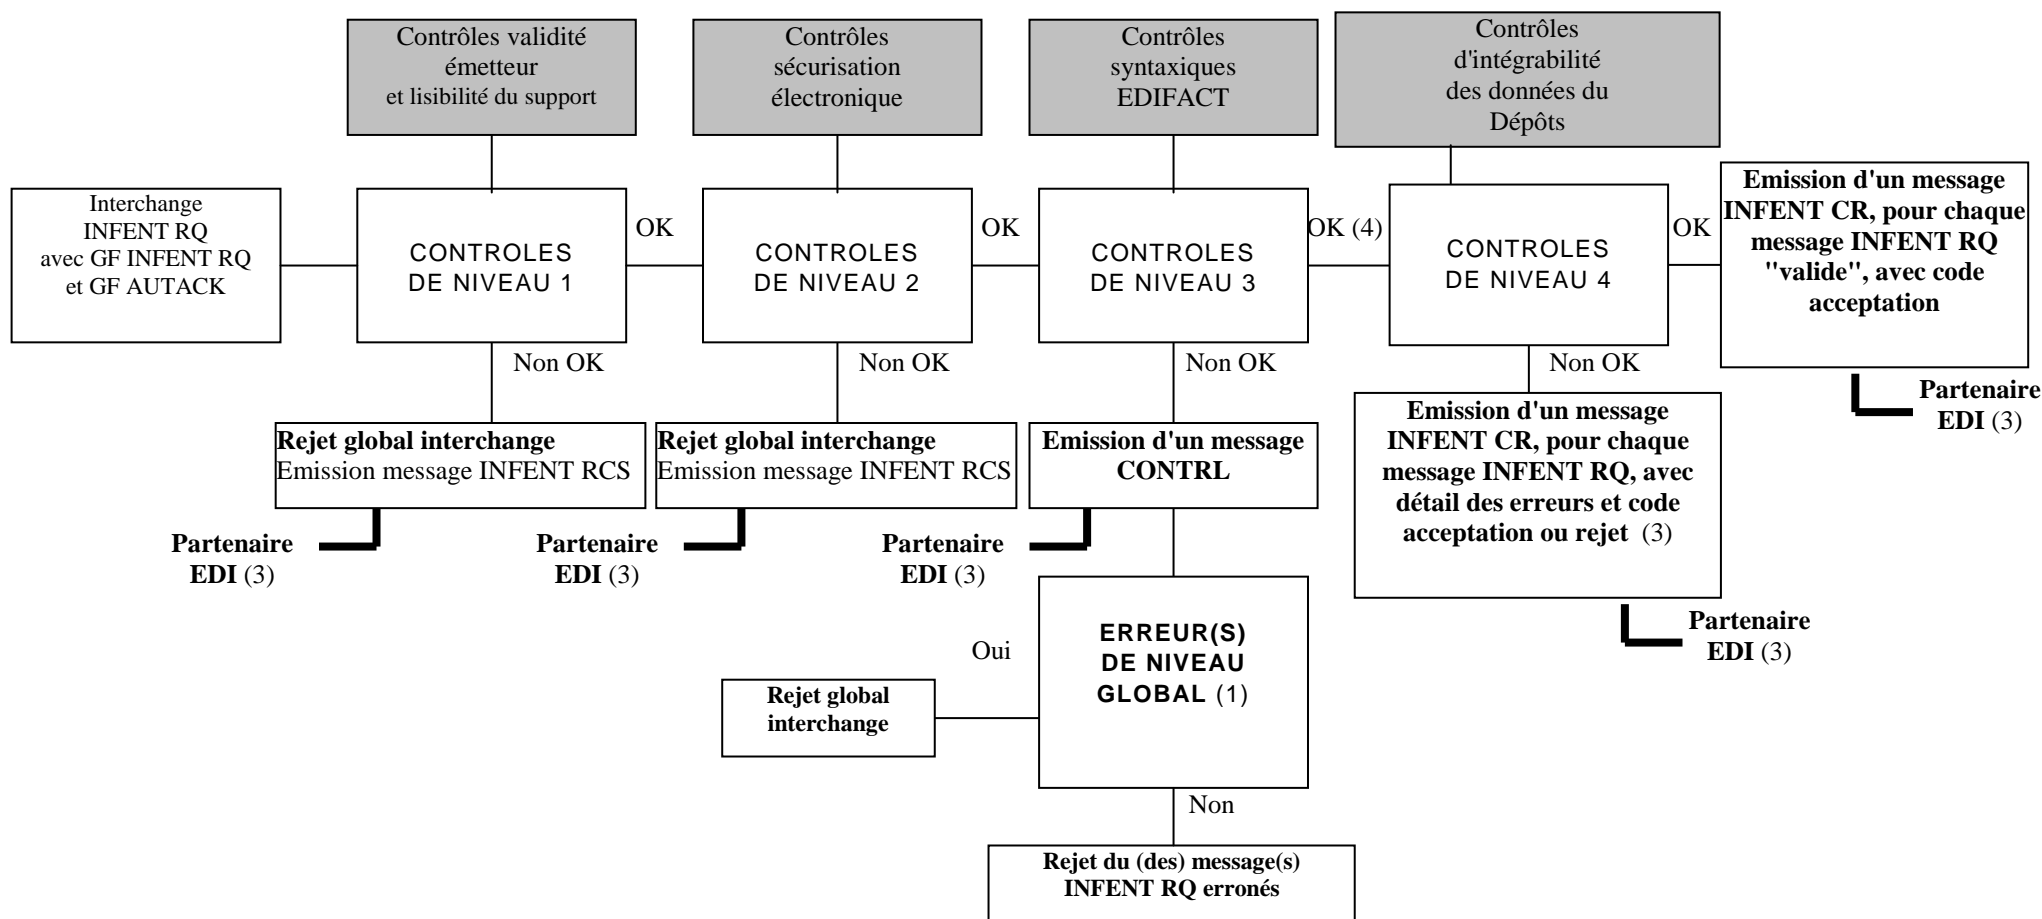 Contrôles validité
émetteur
et lisibilité du support
Contrôles
sécurisation
électronique
Contrôles
syntaxiques
EDIFACT
Contrôles
d'intégrabilité
des données du
Dépôts
Interchange
INFENT RQ
avec GF INFENT RQ
et GF AUTACK
CONTROLES
DE NIVEAU 1
OK
CONTROLES
DE NIVEAU 2
OK
CONTROLES
DE NIVEAU 3
OK (4)
CONTROLES
DE NIVEAU 4
OK
Emission d'un message
INFENT CR, pour chaque
message INFENT RQ
"valide", avec code
acceptation
Non OK
Non OK
Non OK
Non OK
Partenaire
EDI (3)
Rejet global interchange
Emission message INFENT RCS
Rejet global interchange
Emission message INFENT RCS
Emission d'un message
CONTRL
Emission d'un message
INFENT CR, pour chaque
message INFENT RQ, avec
détail des erreurs et code
acceptation ou rejet (3)
Partenaire
EDI (3)
Partenaire
EDI (3)
Partenaire
EDI (3)
Partenaire
EDI (3)
ERREUR(S)
DE NIVEAU
GLOBAL (1)
Oui
Rejet global
interchange
Non
Rejet du (des) message(s)
INFENT RQ erronés